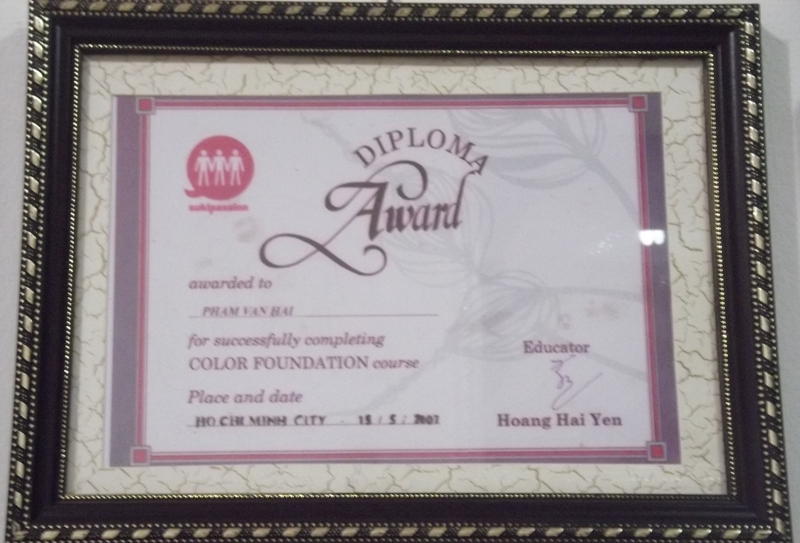 DIPLOMA
Award
sukipassion
awarded to
PHAM VAN HAI
for successfully completing
COLOR FOUNDATION course
Place and date
HO CHI MINH CITY - 15 / 5 / 2007
Educator
Hoang Hai Yen